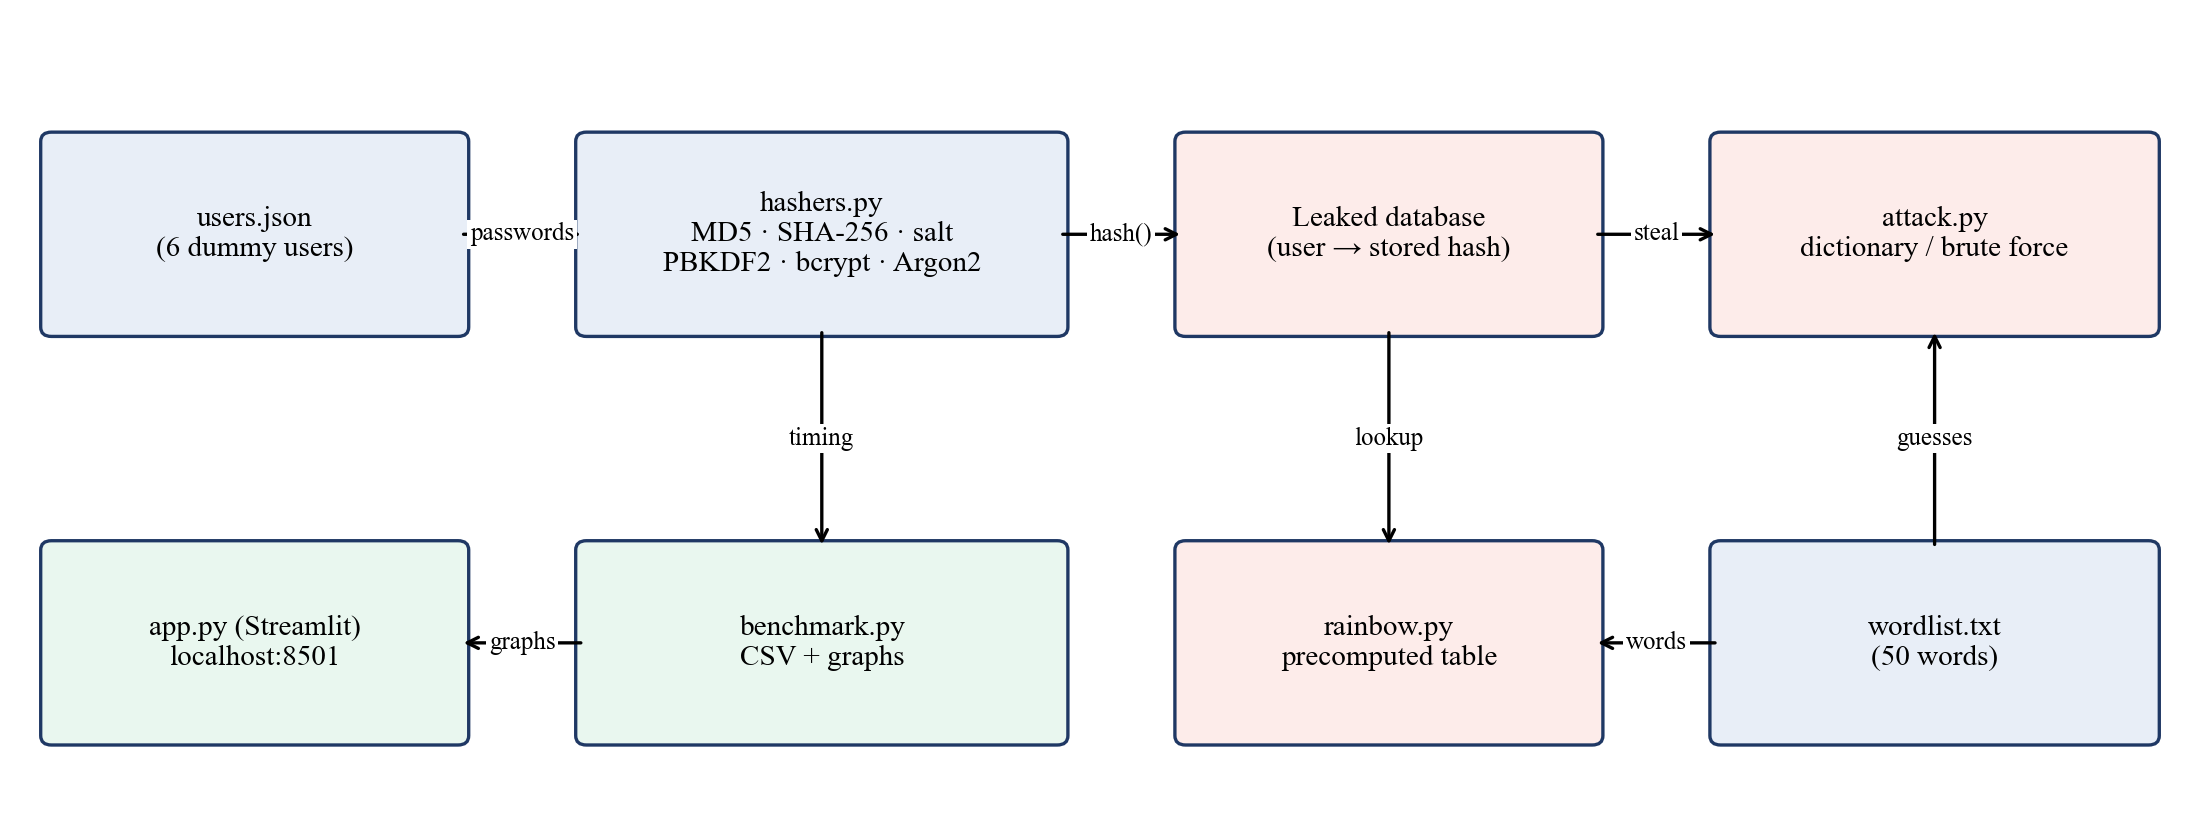 users.json
(6 dummy users)
passwords
hashers.py
MD5 · SHA-256 · salt
PBKDF2 · bcrypt · Argon2
hash()
Leaked database
(user → stored hash)
steal
attack.py
dictionary / brute force
timing
lookup
guesses
app.py (Streamlit)
localhost:8501
graphs
benchmark.py
CSV + graphs
rainbow.py
precomputed table
words
wordlist.txt
(50 words)